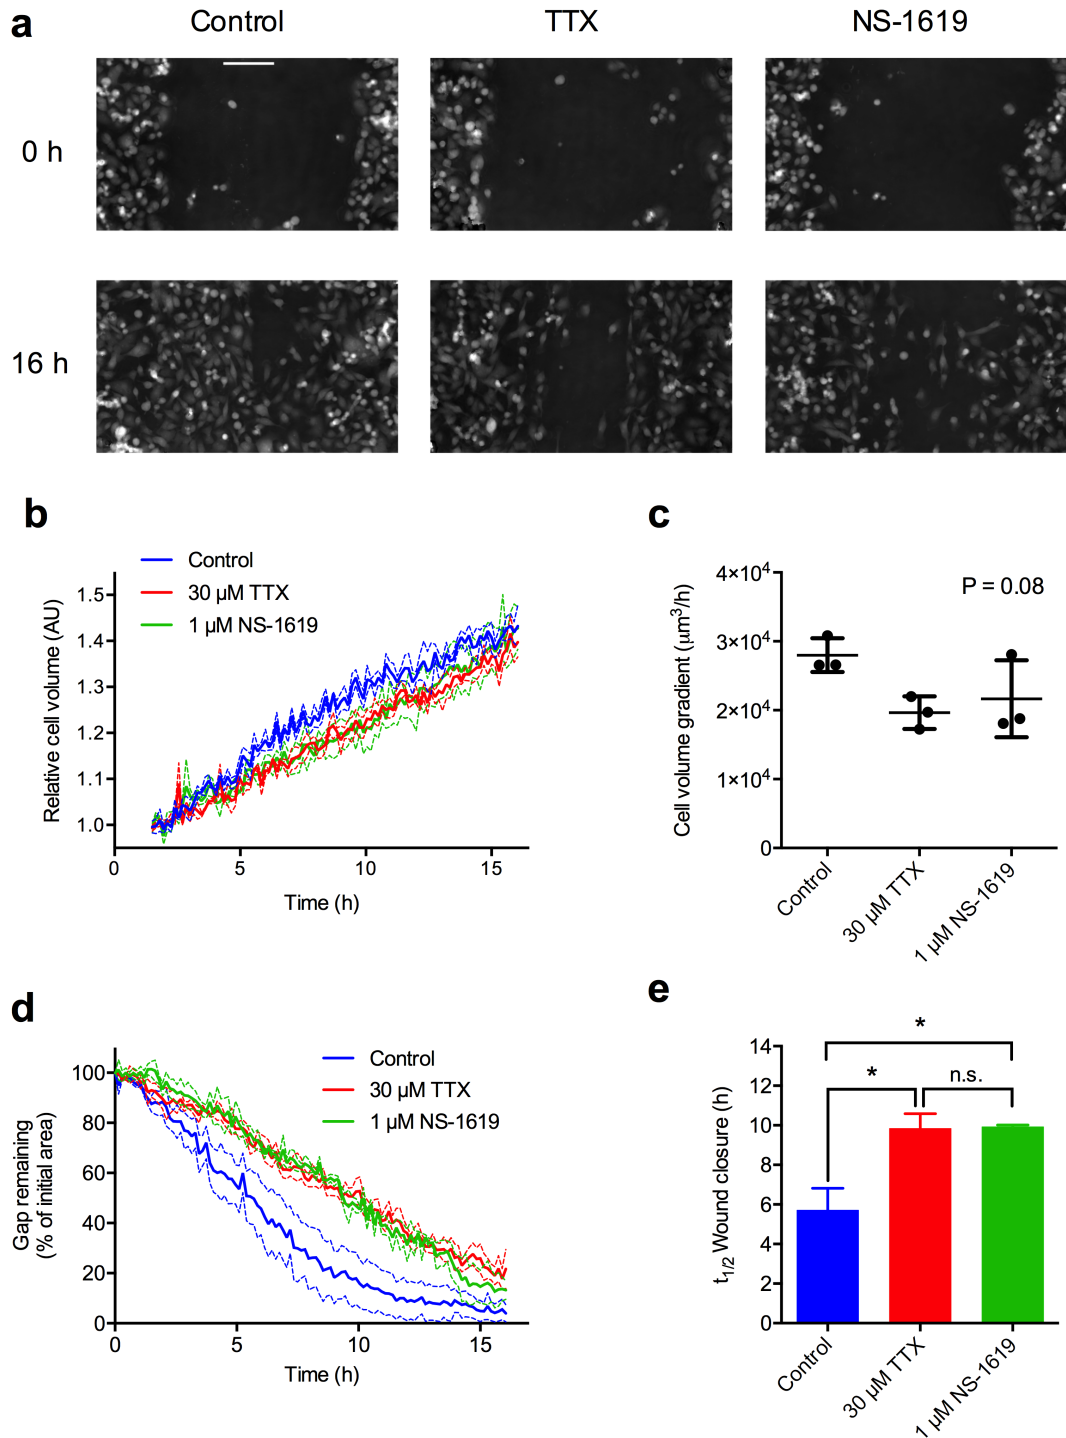 a
Control TTX NS-1619
0 h
16 h
b
Control
30 µM TTX
1 µM NS-1619
Relative cell volume (AU)
1.5
1.4
1.3
1.2
1.1
1.0
0 5 10 15
Time (h)
c
P = 0.08
Cell volume gradient (µm³/h)
4×10⁴
3×10⁴
2×10⁴
1×10⁴
0
Control
30 µM TTX
1 µM NS-1619
d
Control
30 µM TTX
1 µM NS-1619
Gap remaining
(% of initial area)
100
80
60
40
20
0
0 5 10 15
Time (h)
e
*
* n.s.
t1/2 Wound closure (h)
14
12
10
8
6
4
2
0
Control
30 µM TTX
1 µM NS-1619